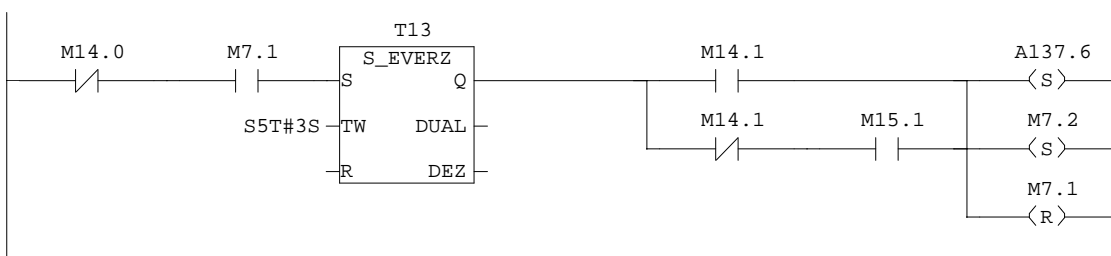 T13
M14.0 M7.1 S_EVERZ M14.1 A137.6
S Q (S)
M14.1 M15.1 M7.2
S5T#3S TW DUAL (S)
R DEZ M7.1
(R)